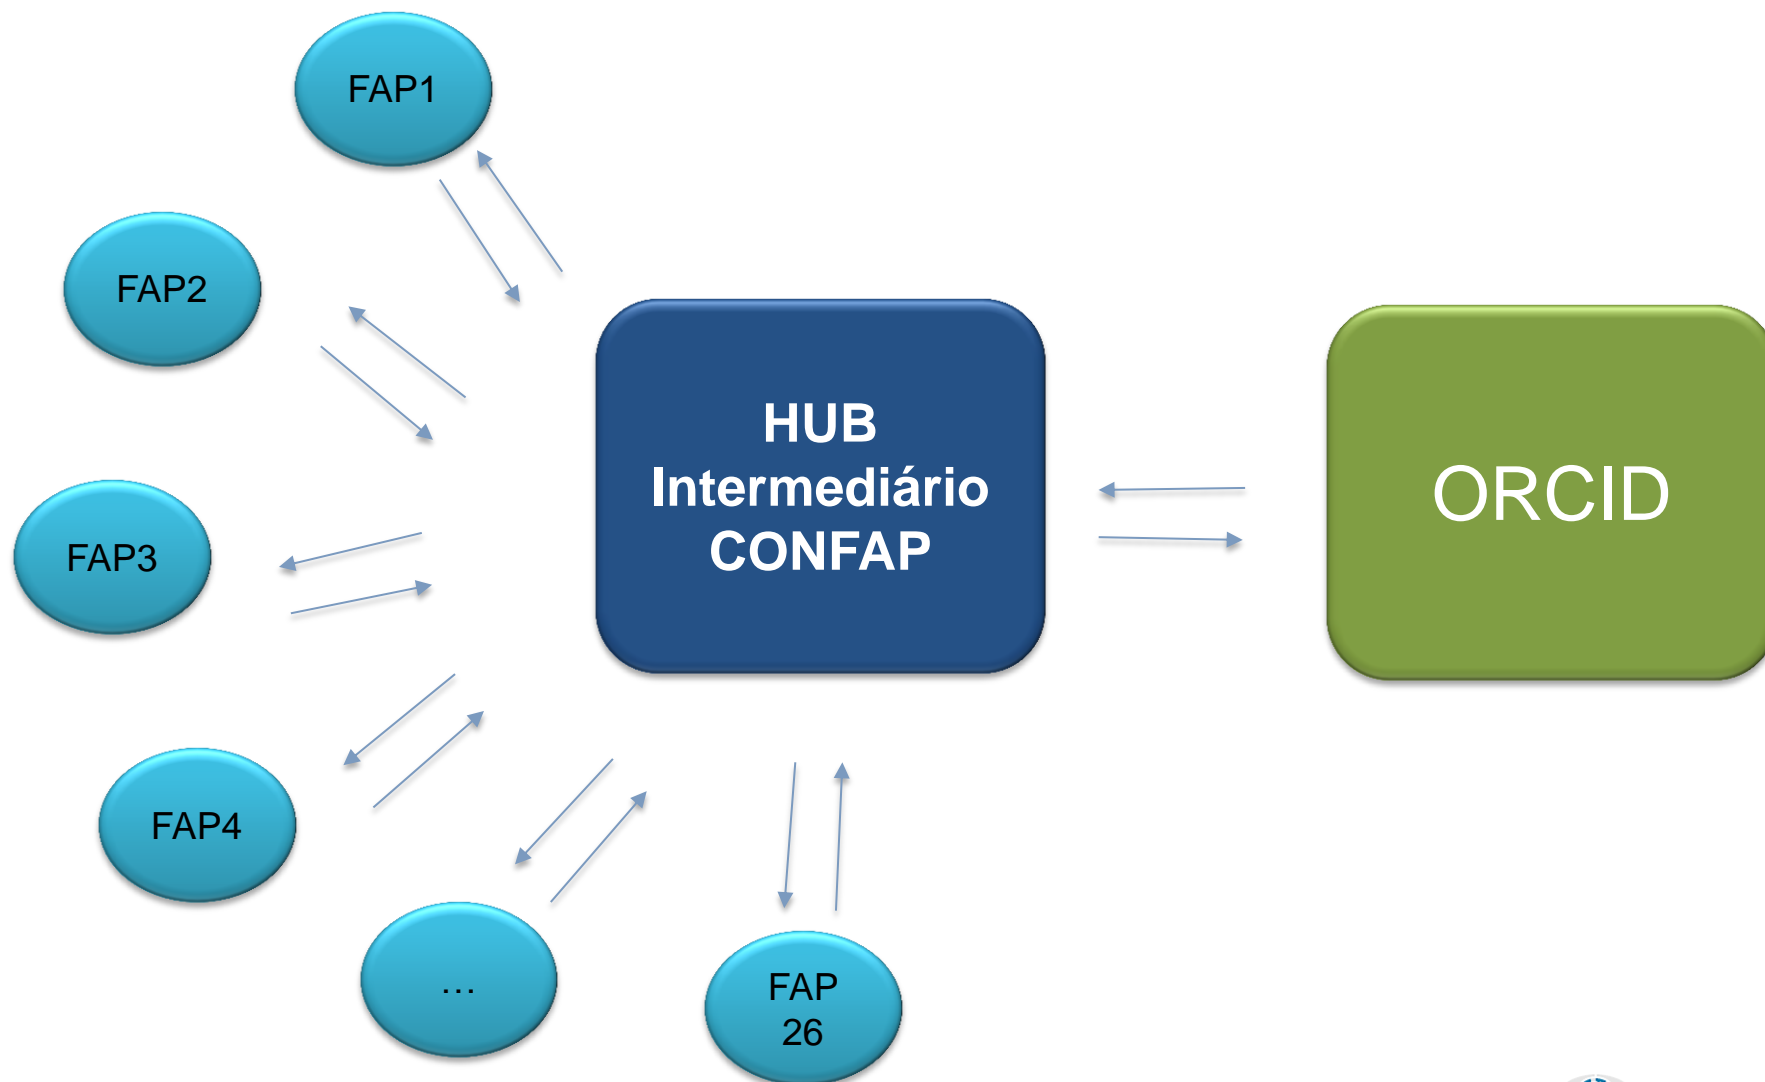 FAP1
FAP2
FAP3
FAP4
...
FAP
26
HUB
Intermediário
CONFAP
ORCID